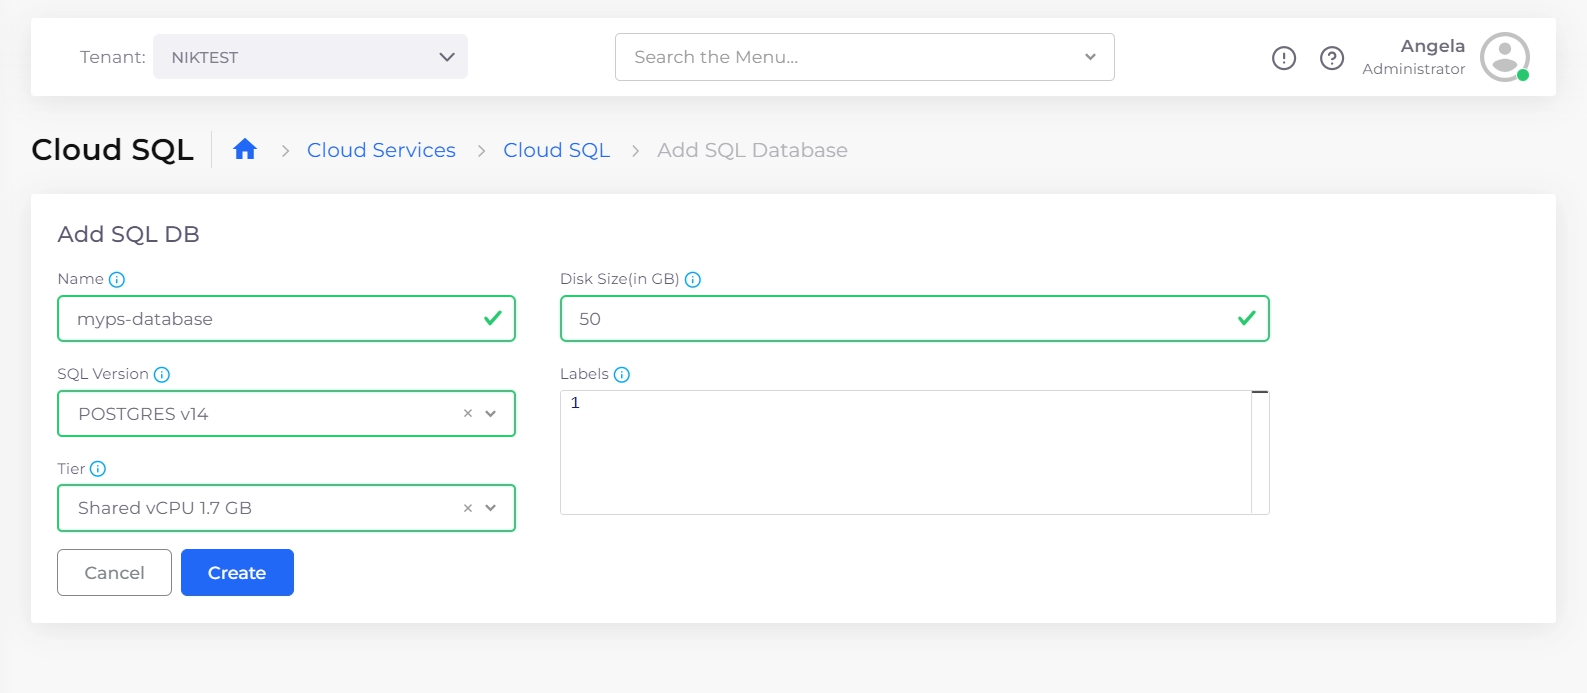 Tenant: NIKTEST Search the Menu... Angela
Administrator
Cloud SQL Cloud Services Cloud SQL Add SQL Database
Add SQL DB
Name Disk Size(in GB)
myps-database 50
SQL Version Labels
POSTGRES v14 1
Tier
Shared vCPU 1.7 GB
Cancel Create